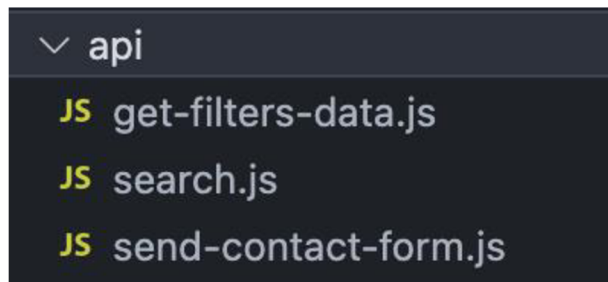 api
JS get-filters-data.js
JS search.js
JS send-contact-form.js